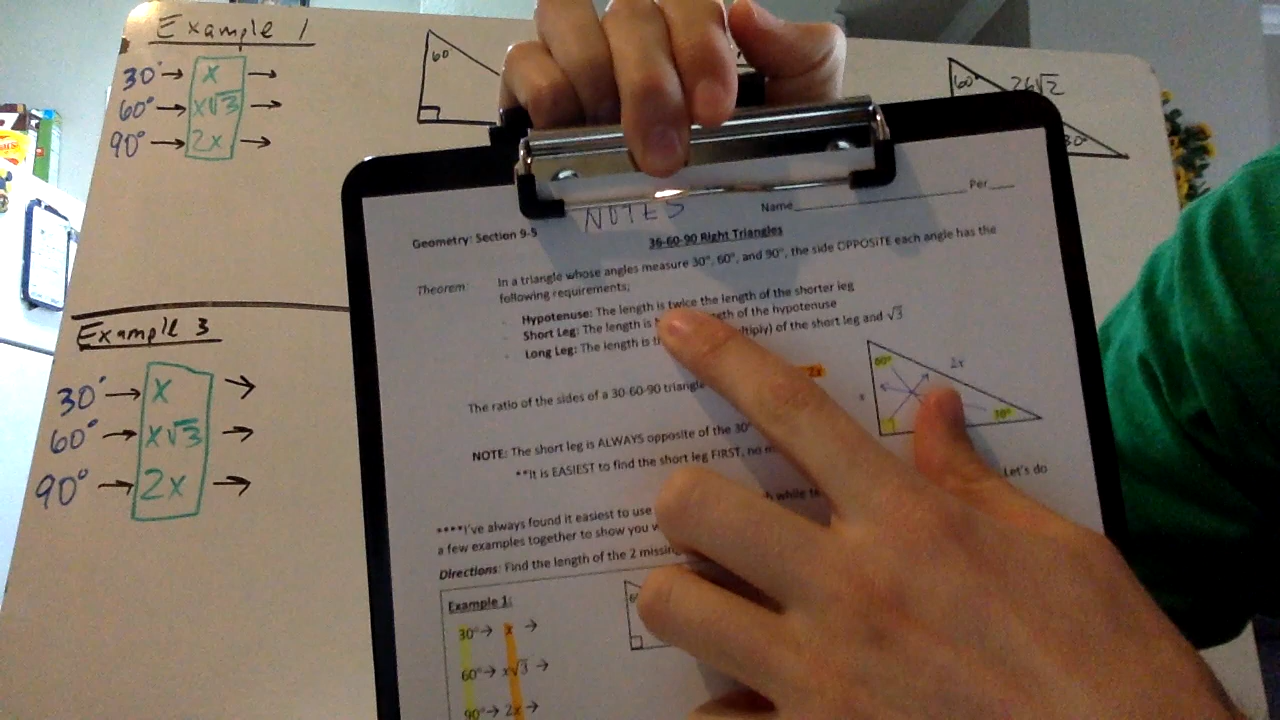 Example 1
30° → x →
60° → x√3 →
90° → 2x →
60°
60° 26√2
30°
Example 3
30° → x →
60° → x√3 →
90° → 2x →
NOTES
Name Per
Geometry: Section 9-5
30-60-90 Right Triangles
Theorem: In a triangle whose angles measure 30°, 60°, and 90°, the side OPPOSITE each angle has the
following requirements;
Hypotenuse: The length is twice the length of the shorter leg
Short Leg: The length is of the hypotenuse
Long Leg: The length is of the short leg and √3
60° 2x
30°
The ratio of the sides of a 30-60-90 triangle 2x
NOTE: The short leg is ALWAYS opposite of the 30°
**It is EASIEST to find the short leg FIRST, no
****I've always found it easiest to use while Let's do
a few examples together to show you
Directions: Find the length of the 2
Example 1:
30° → x →
60° → x√3 →
90° → 2x →